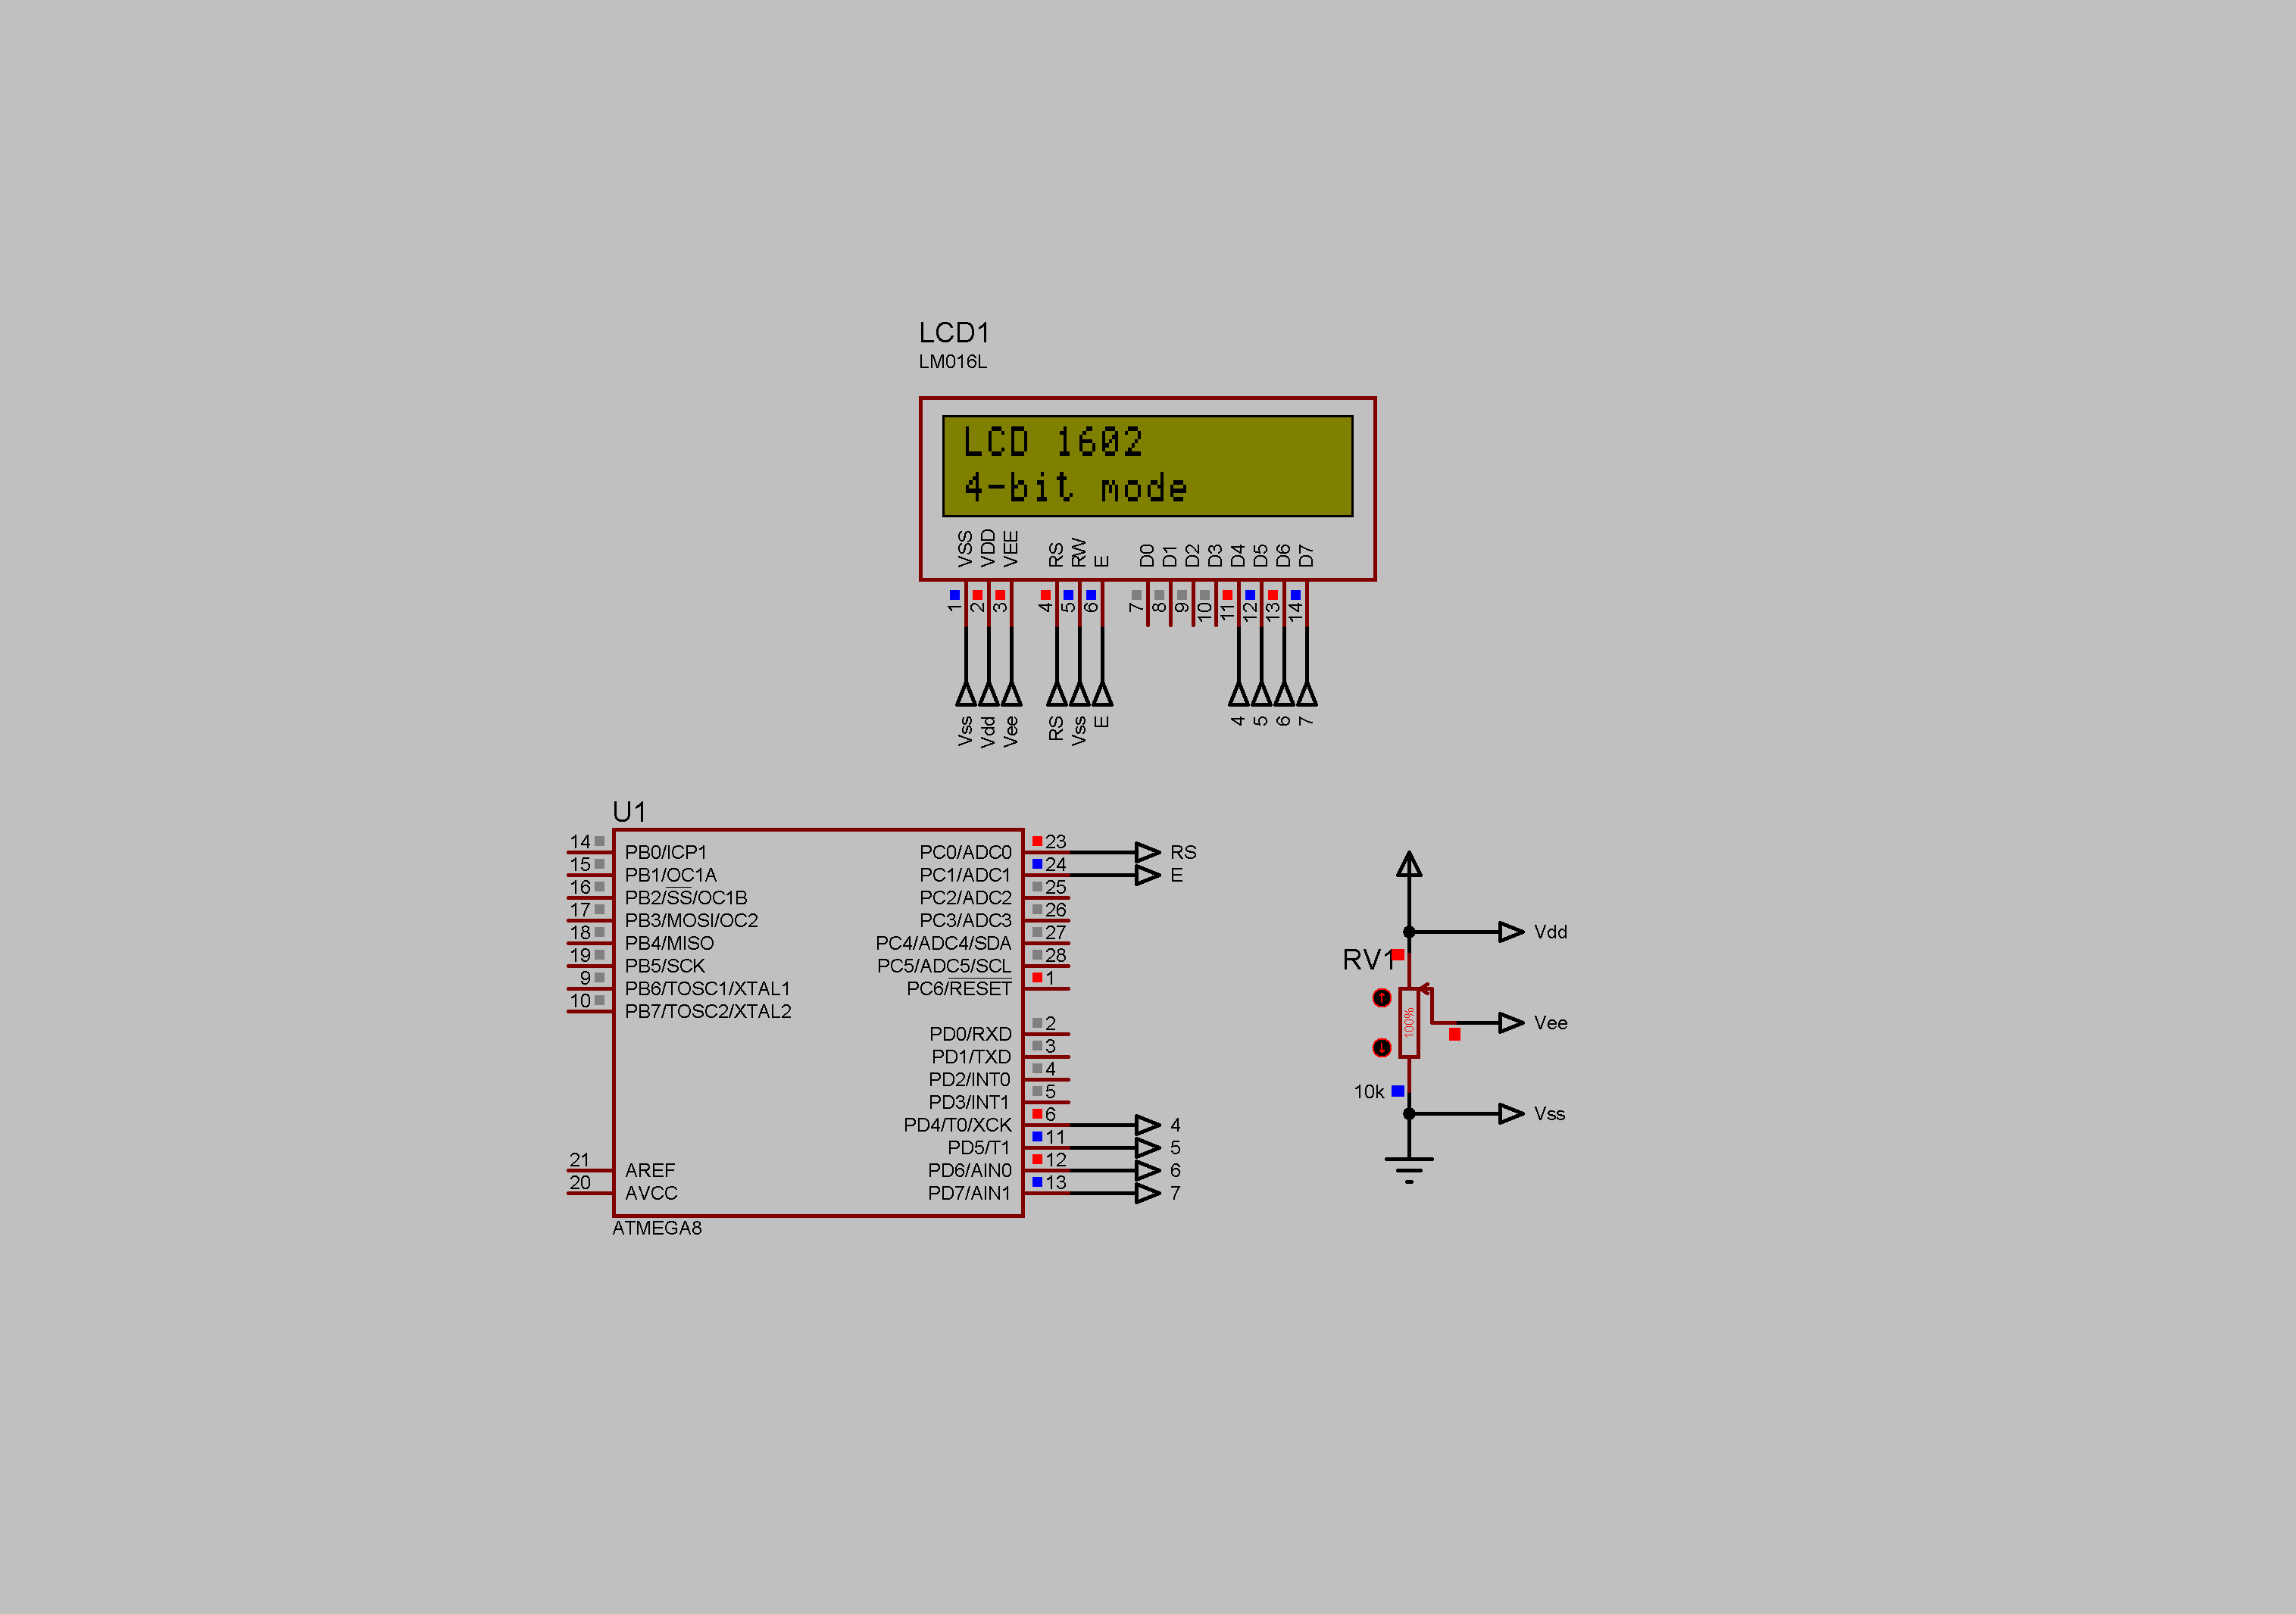 LCD1
LM016L
LCD 1602
4-bit mode
VSS VDD VEE RS RW E D0 D1 D2 D3 D4 D5 D6 D7
1 2 3 4 5 6 7 8 9 10 11 12 13 14
Vss Vdd Vee RS Vss E 4 5 6 7
U1
14 PB0/ICP1 PC0/ADC0 23 RS
15 PB1/OC1A PC1/ADC1 24 E
16 PB2/SS/OC1B PC2/ADC2 25
17 PB3/MOSI/OC2 PC3/ADC3 26
18 PB4/MISO PC4/ADC4/SDA 27
19 PB5/SCK PC5/ADC5/SCL 28
9 PB6/TOSC1/XTAL1 PC6/RESET 1
10 PB7/TOSC2/XTAL2
PD0/RXD 2
PD1/TXD 3
PD2/INT0 4
PD3/INT1 5
PD4/T0/XCK 6 4
PD5/T1 11 5
21 AREF PD6/AIN0 12 6
20 AVCC PD7/AIN1 13 7
ATMEGA8
Vdd
RV1
100%
Vee
10k
Vss